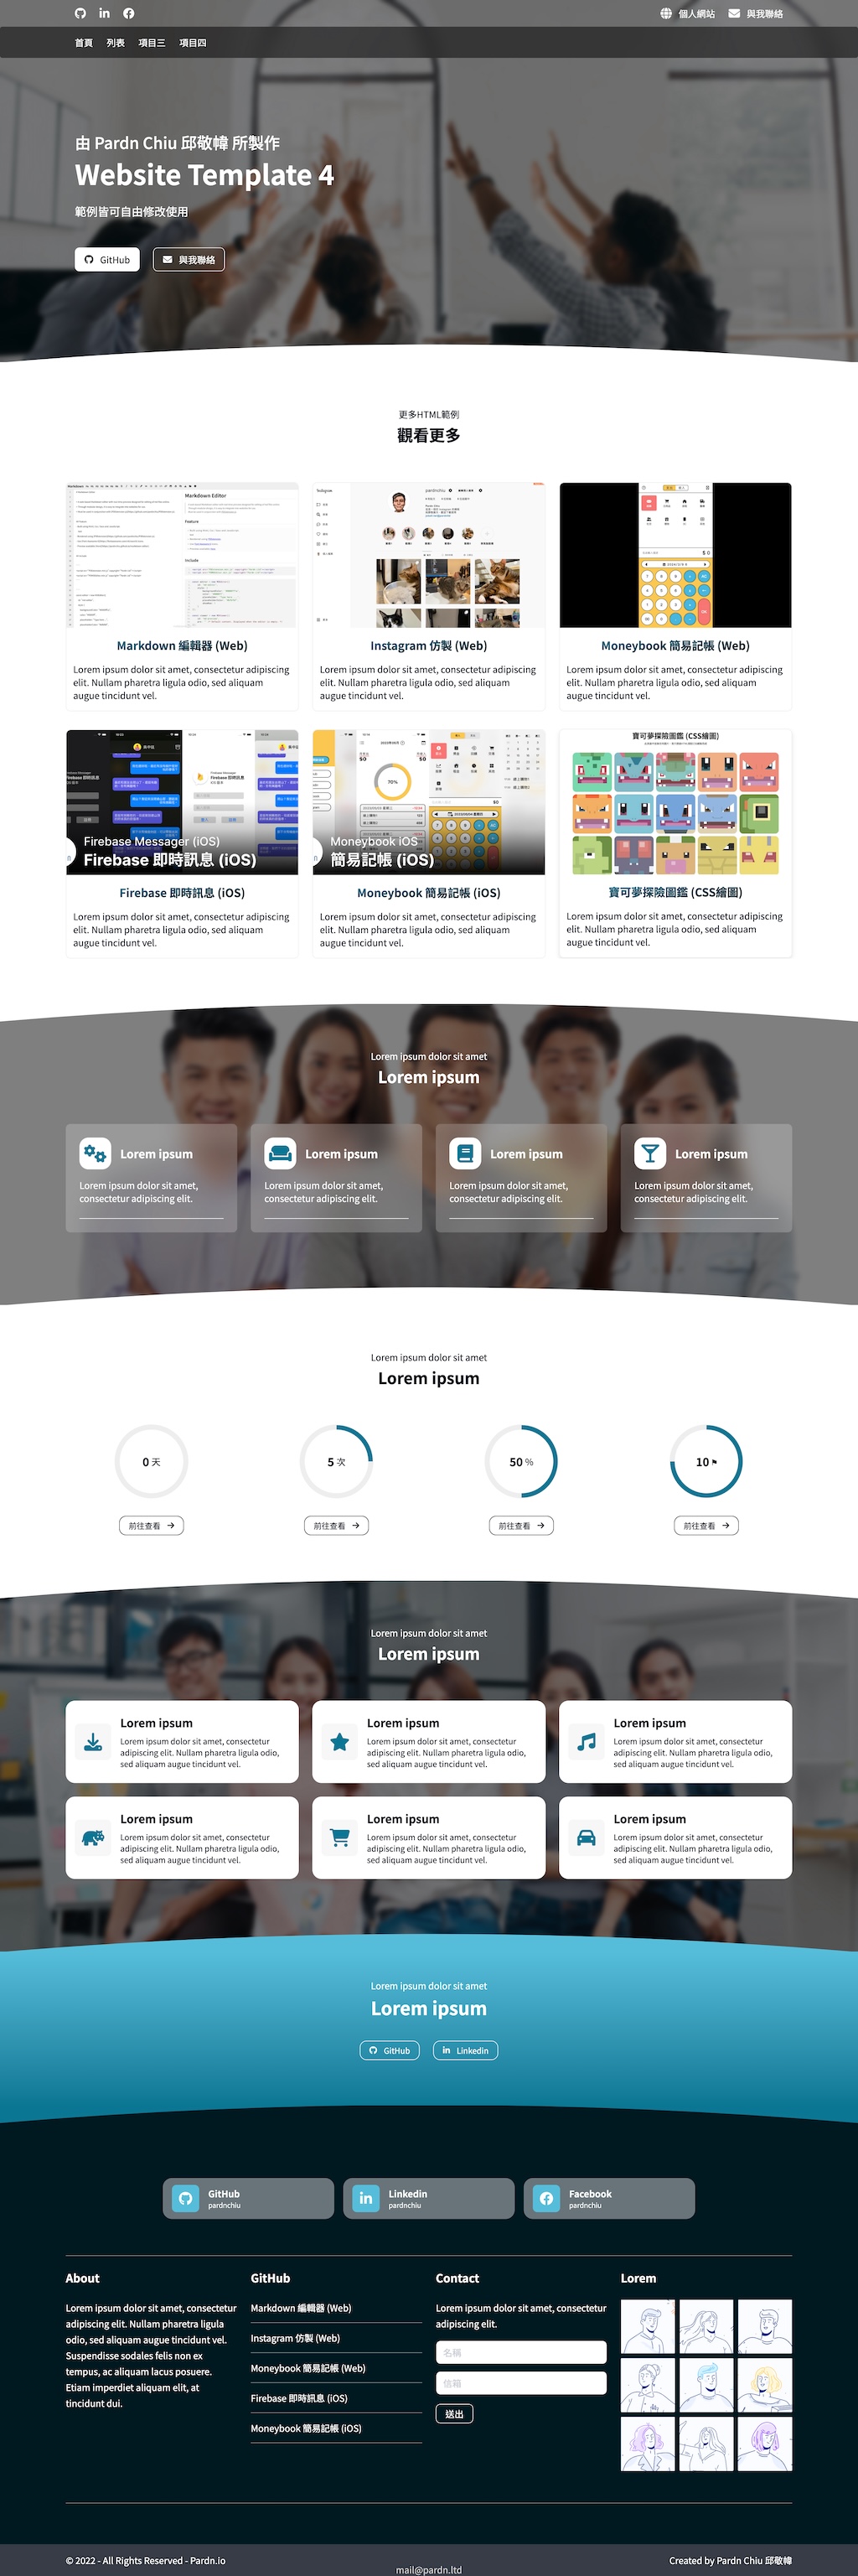 個人網站 與我聯絡
首頁 列表 項目三 項目四
由 Pardn Chiu 邱敬幃 所製作
Website Template 4
範例皆可自由修改使用
GitHub 與我聯絡
更多HTML範例
觀看更多
Markdown Editor
Feature
Include
Markdown 編輯器 (Web)
Lorem ipsum dolor sit amet, consectetur adipiscing
elit. Nullam pharetra ligula odio, sed aliquam
augue tincidunt vel.
pardnchiu
Instagram 仿製 (Web)
Lorem ipsum dolor sit amet, consectetur adipiscing
elit. Nullam pharetra ligula odio, sed aliquam
augue tincidunt vel.
$ 0
Moneybook 簡易記帳 (Web)
Lorem ipsum dolor sit amet, consectetur adipiscing
elit. Nullam pharetra ligula odio, sed aliquam
augue tincidunt vel.
Firebase Messager (iOS)
Firebase 即時訊息 (iOS)
Firebase 即時訊息 (iOS)
Lorem ipsum dolor sit amet, consectetur adipiscing
elit. Nullam pharetra ligula odio, sed aliquam
augue tincidunt vel.
70%
Moneybook iOS
簡易記帳 (iOS)
Moneybook 簡易記帳 (iOS)
Lorem ipsum dolor sit amet, consectetur adipiscing
elit. Nullam pharetra ligula odio, sed aliquam
augue tincidunt vel.
寶可夢探險圖鑑 (CSS繪圖)
寶可夢探險圖鑑 (CSS繪圖)
Lorem ipsum dolor sit amet, consectetur adipiscing
elit. Nullam pharetra ligula odio, sed aliquam
augue tincidunt vel.
Lorem ipsum dolor sit amet
Lorem ipsum
Lorem ipsum
Lorem ipsum dolor sit amet,
consectetur adipiscing elit.
Lorem ipsum
Lorem ipsum dolor sit amet,
consectetur adipiscing elit.
Lorem ipsum
Lorem ipsum dolor sit amet,
consectetur adipiscing elit.
Lorem ipsum
Lorem ipsum dolor sit amet,
consectetur adipiscing elit.
Lorem ipsum dolor sit amet
Lorem ipsum
0 天
5 次
50 %
10
前往查看
前往查看
前往查看
前往查看
Lorem ipsum dolor sit amet
Lorem ipsum
Lorem ipsum
Lorem ipsum dolor sit amet, consectetur
adipiscing elit. Nullam pharetra ligula odio,
sed aliquam augue tincidunt vel.
Lorem ipsum
Lorem ipsum dolor sit amet, consectetur
adipiscing elit. Nullam pharetra ligula odio,
sed aliquam augue tincidunt vel.
Lorem ipsum
Lorem ipsum dolor sit amet, consectetur
adipiscing elit. Nullam pharetra ligula odio,
sed aliquam augue tincidunt vel.
Lorem ipsum
Lorem ipsum dolor sit amet, consectetur
adipiscing elit. Nullam pharetra ligula odio,
sed aliquam augue tincidunt vel.
Lorem ipsum
Lorem ipsum dolor sit amet, consectetur
adipiscing elit. Nullam pharetra ligula odio,
sed aliquam augue tincidunt vel.
Lorem ipsum
Lorem ipsum dolor sit amet, consectetur
adipiscing elit. Nullam pharetra ligula odio,
sed aliquam augue tincidunt vel.
Lorem ipsum dolor sit amet
Lorem ipsum
GitHub Linkedin
GitHub
pardnchiu
Linkedin
pardnchiu
Facebook
pardnchiu
About
Lorem ipsum dolor sit amet, consectetur
adipiscing elit. Nullam pharetra ligula
odio, sed aliquam augue tincidunt vel.
Suspendisse sodales felis non ex
tempus, ac aliquam lacus posuere.
Etiam imperdiet aliquam elit, at
tincidunt dui.
GitHub
Markdown 編輯器 (Web)
Instagram 仿製 (Web)
Moneybook 簡易記帳 (Web)
Firebase 即時訊息 (iOS)
Moneybook 簡易記帳 (iOS)
Contact
Lorem ipsum dolor sit amet, consectetur
adipiscing elit.
名稱
信箱
送出
Lorem
© 2022 - All Rights Reserved - Pardn.io
mail@pardn.ltd
Created by Pardn Chiu 邱敬幃